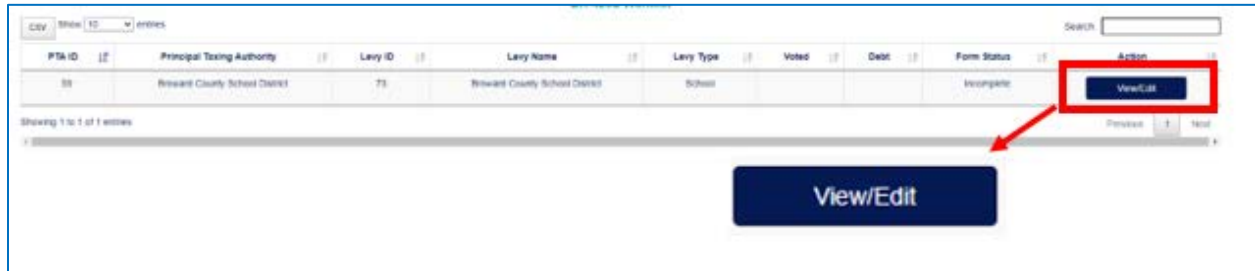 CSV Show 10 entries Search
PTA ID Principal Taxing Authority Levy ID Levy Name Levy Type Voted Debt Form Status Action
Broward County School District 73 Broward County School District School Incomplete View/Edit
Showing 1 to 1 of 1 entries Previous 1 Next
View/Edit